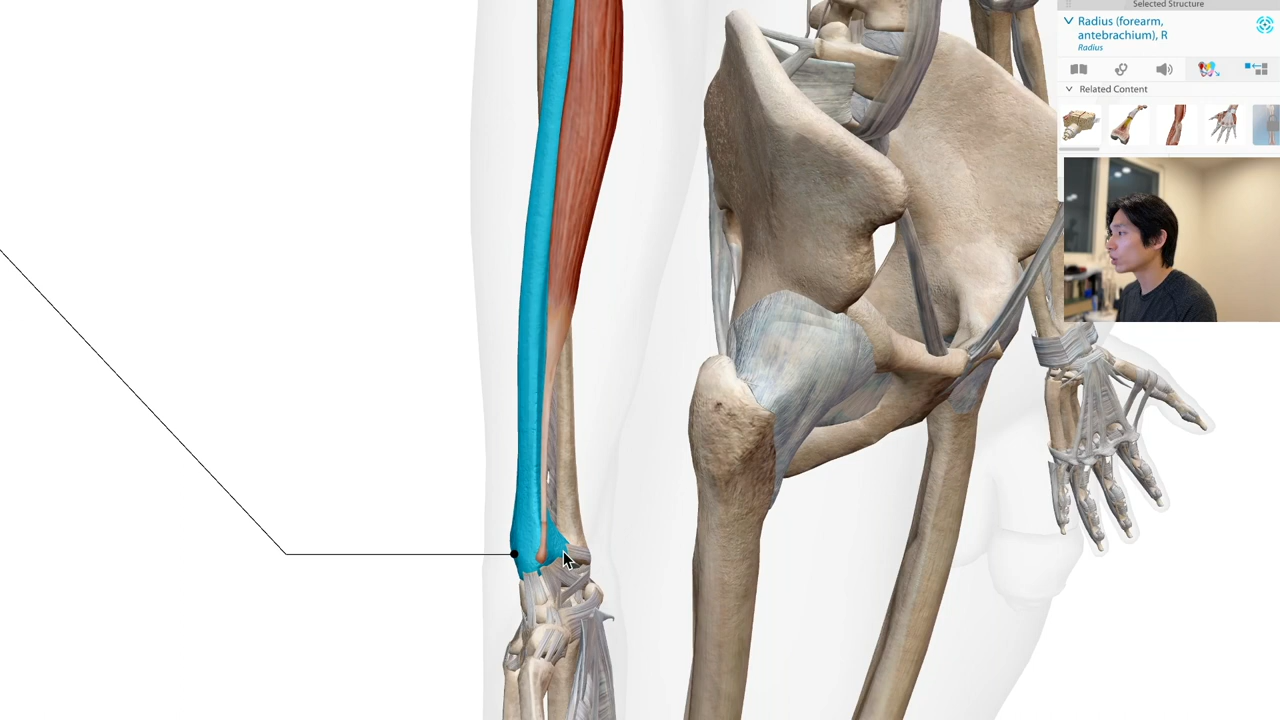 Selected Structure
Radius (forearm,
antebrachium), R
Radius
Related Content